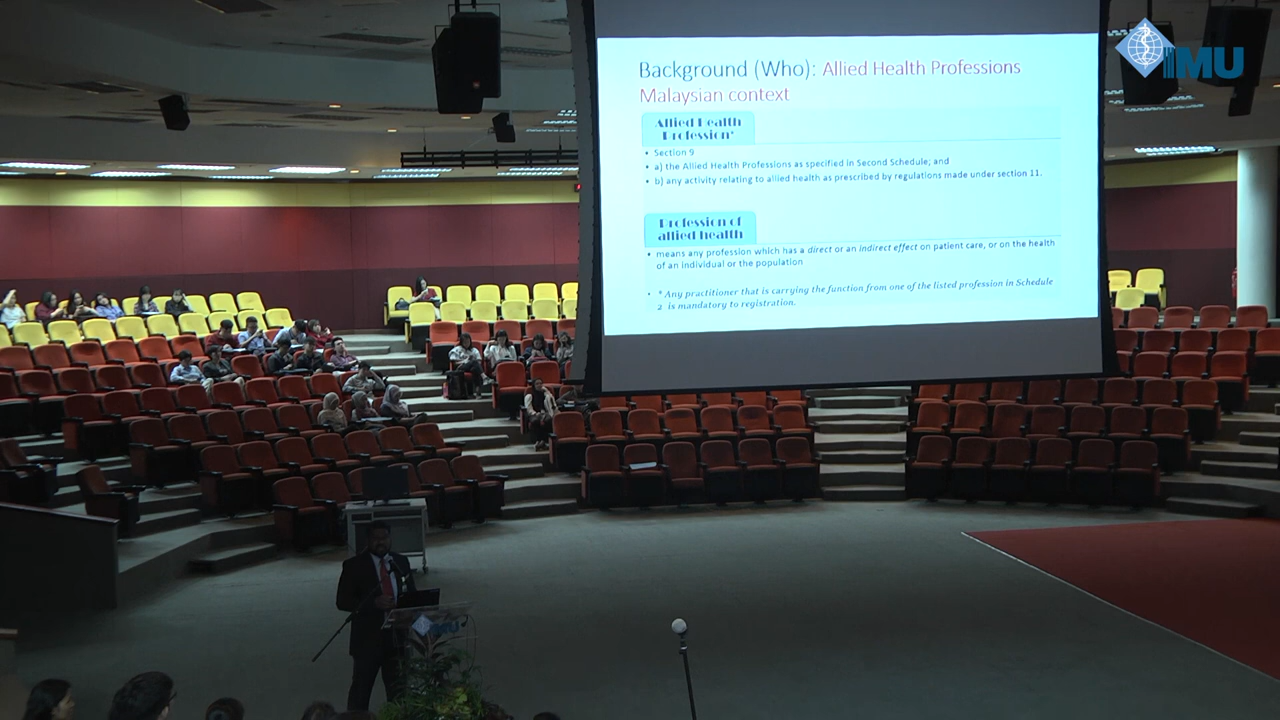 IMU
Background (Who): Allied Health Professions
Malaysian context
Allied Health
Profession*
• Section 9
• a) the Allied Health Professions as specified in Second Schedule; and
• b) any activity relating to allied health as prescribed by regulations made under section 11.
Profession of
allied health
• means any profession which has a direct or an indirect effect on patient care, or on the health
of an individual or the population
• * Any practitioner that is carrying the function from one of the listed profession in Schedule
2 is mandatory to registration.
IMU